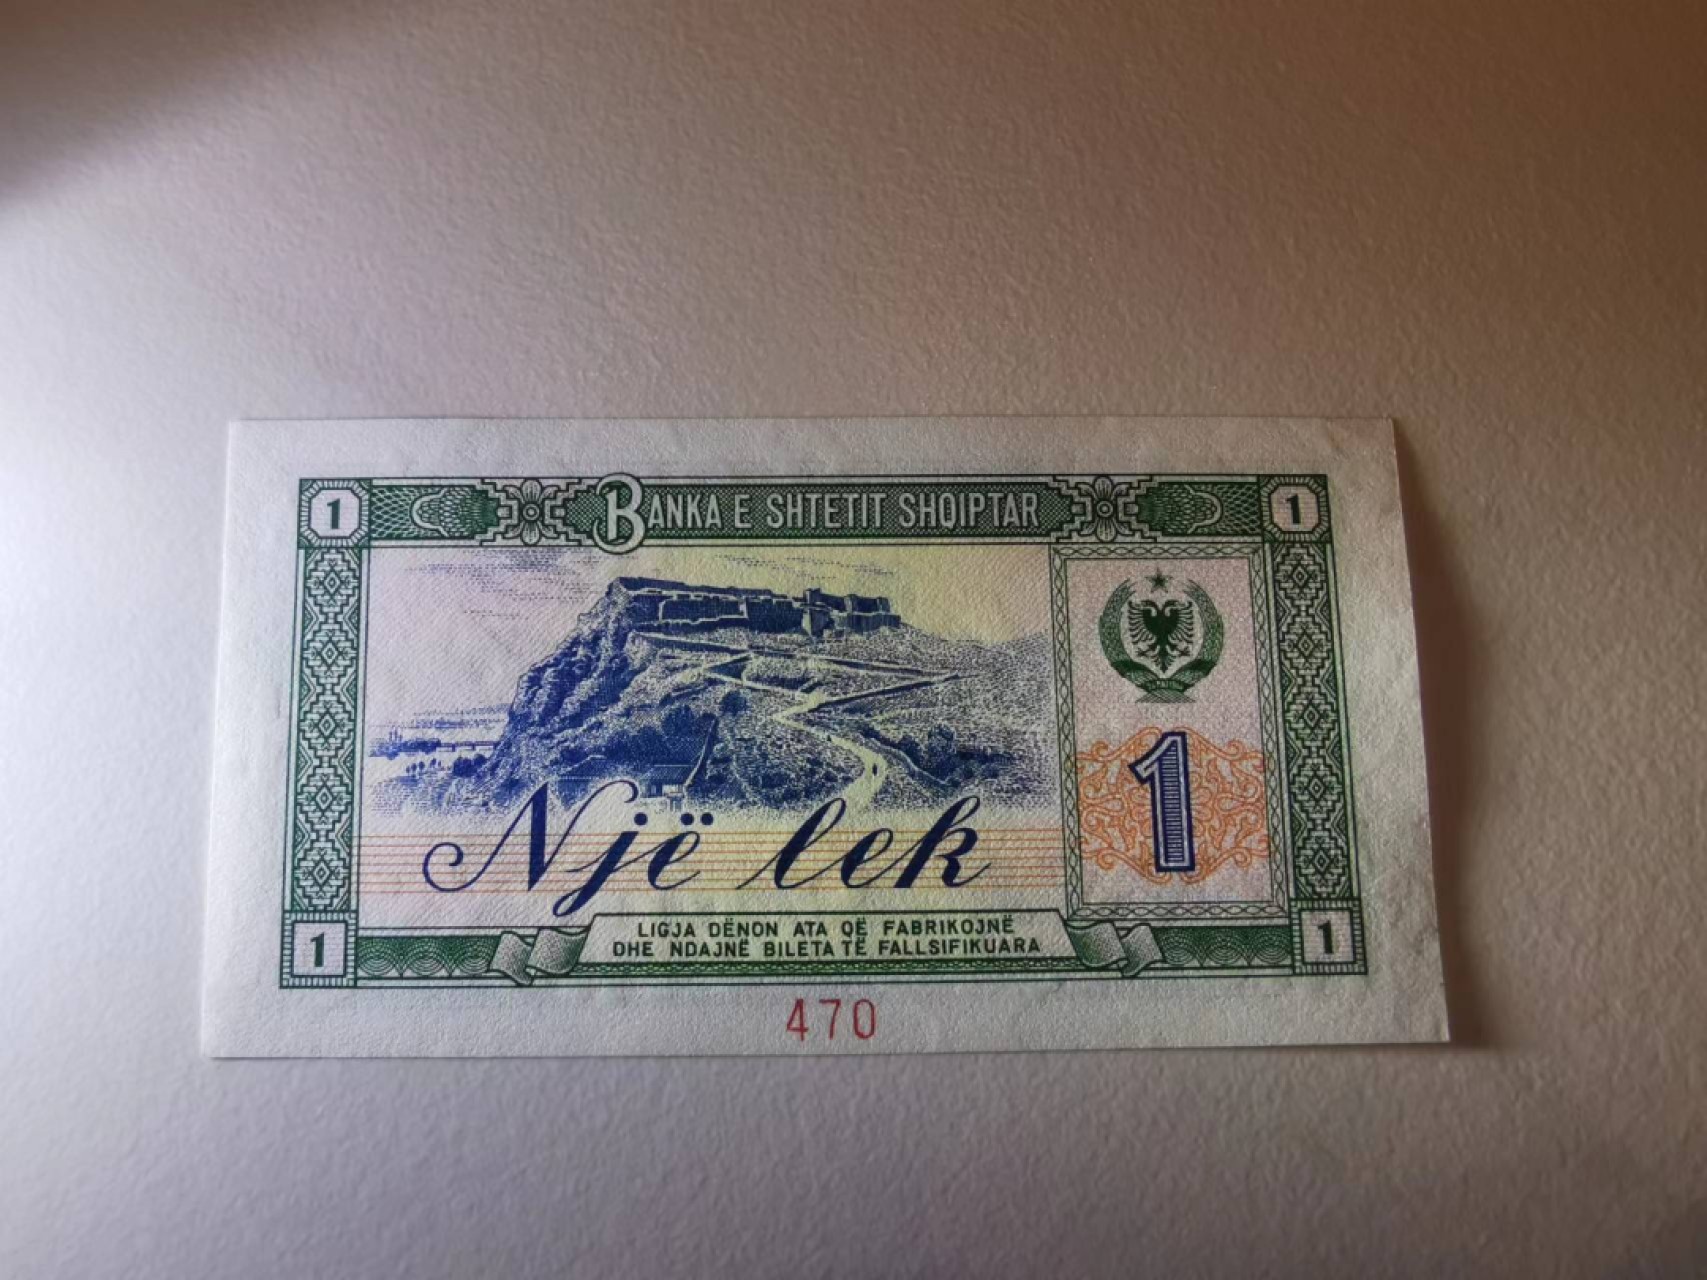 1 BANKA E SHTETIT SHQIPTAR 1
1
Një lek
1 LIGJA DËNON ATA QË FABRIKOJNË 1
DHE NDAJNË BILETA TË FALLSIFIKUARA
470